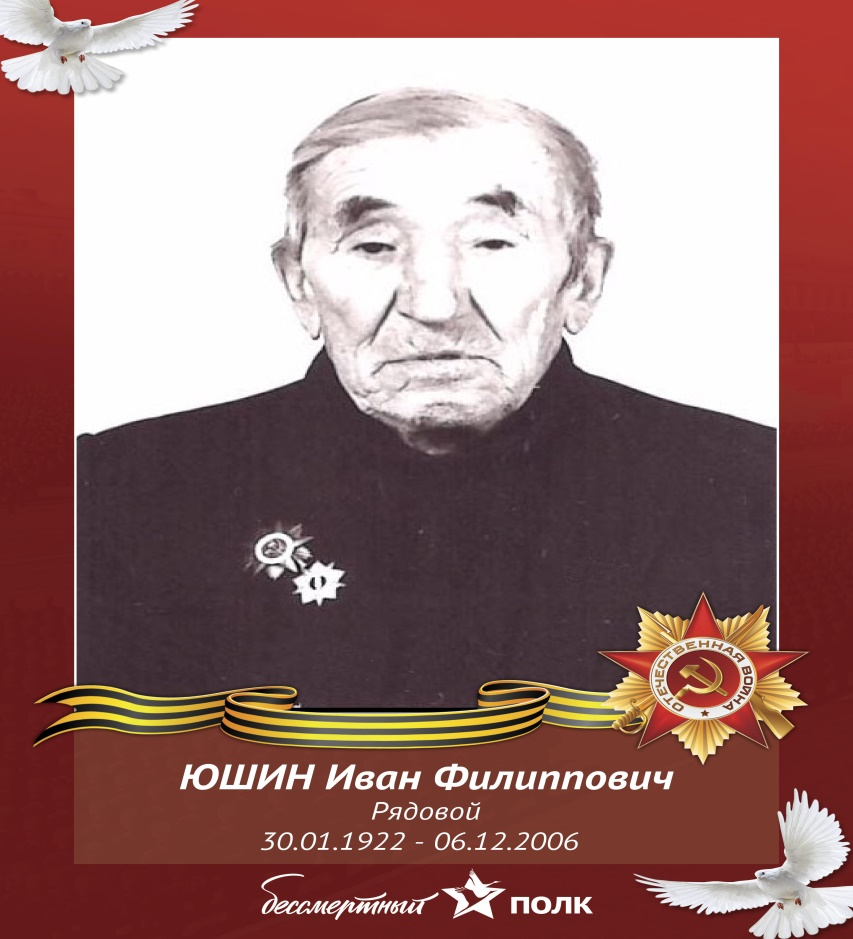 ОТЕЧЕСТВЕННАЯ ВОЙНА
ЮШИН Иван Филиппович
Рядовой
30.01.1922 - 06.12.2006
бессмертный ПОЛК